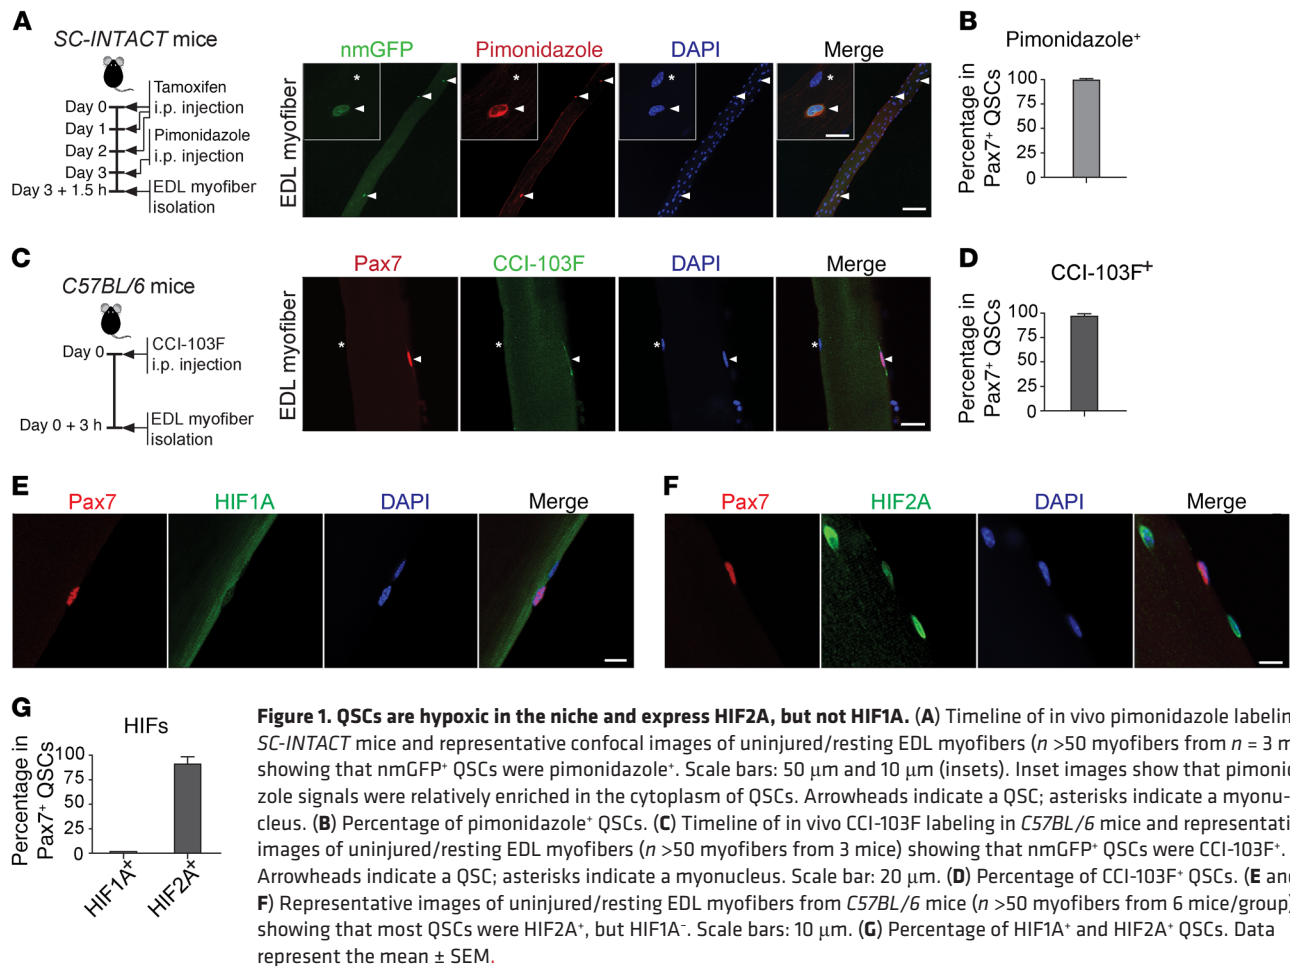 A
SC-INTACT mice
Day 0
Day 1
Day 2
Day 3
Day 3 + 1.5 h
Tamoxifen
i.p. injection
Pimonidazole
i.p. injection
EDL myofiber
isolation
EDL myofiber
nmGFP
Pimonidazole
DAPI
Merge
*
*
*
*
B
Pimonidazole⁺
Percentage in
Pax7⁺ QSCs
100
75
50
25
0
C
C57BL/6 mice
Day 0
Day 0 + 3 h
CCI-103F
i.p. injection
EDL myofiber
isolation
EDL myofiber
Pax7
CCI-103F
DAPI
Merge
*
*
*
*
D
CCI-103F⁺
Percentage in
Pax7⁺ QSCs
100
75
50
25
0
E
Pax7
HIF1A
DAPI
Merge
F
Pax7
HIF2A
DAPI
Merge
G
HIFs
Percentage in
Pax7⁺ QSCs
100
75
50
25
0
HIF1A⁺
HIF2A⁺
Figure 1. QSCs are hypoxic in the niche and express HIF2A, but not HIF1A. (A) Timeline of in vivo pimonidazole labelin
SC-INTACT mice and representative confocal images of uninjured/resting EDL myofibers (n >50 myofibers from n = 3 m
showing that nmGFP⁺ QSCs were pimonidazole⁺. Scale bars: 50 μm and 10 μm (insets). Inset images show that pimonid
zole signals were relatively enriched in the cytoplasm of QSCs. Arrowheads indicate a QSC; asterisks indicate a myonu-
cleus. (B) Percentage of pimonidazole⁺ QSCs. (C) Timeline of in vivo CCI-103F labeling in C57BL/6 mice and representati
images of uninjured/resting EDL myofibers (n >50 myofibers from 3 mice) showing that nmGFP⁺ QSCs were CCI-103F⁺.
Arrowheads indicate a QSC; asterisks indicate a myonucleus. Scale bar: 20 μm. (D) Percentage of CCI-103F⁺ QSCs. (E and
F) Representative images of uninjured/resting EDL myofibers from C57BL/6 mice (n >50 myofibers from 6 mice/group)
showing that most QSCs were HIF2A⁺, but HIF1A⁻. Scale bars: 10 μm. (G) Percentage of HIF1A⁺ and HIF2A⁺ QSCs. Data
represent the mean ± SEM.